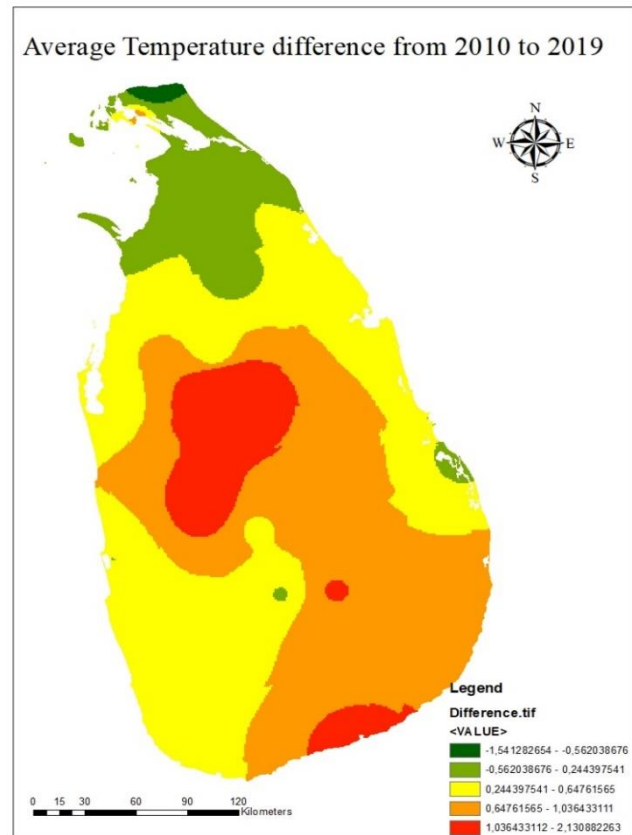 Average Temperature difference from 2010 to 2019
N
W E
S
Legend
Difference.tif
<VALUE>
-1,541282654 - -0,562038676
-0,562038676 - 0,244397541
0,244397541 - 0,64761565
0,64761565 - 1,036433111
1,036433112 - 2,130882263
0 15 30 60 90 120
Kilometers